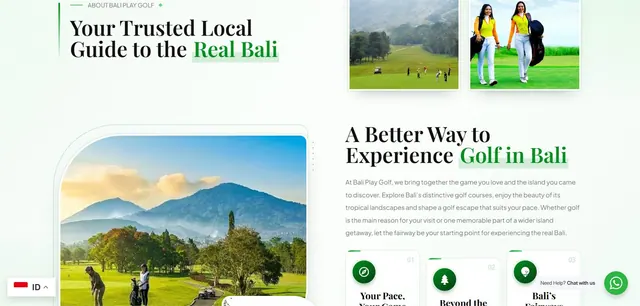 ABOUT BALI PLAY GOLF
Your Trusted Local
Guide to the Real Bali
A Better Way to
Experience Golf in Bali
At Bali Play Golf, we bring together the game you love and the island you came
to discover. Explore Bali's distinctive golf courses, enjoy the beauty of its
tropical landscapes and shape a golf escape that suits your pace. Whether golf
is the main reason for your visit or one memorable part of a wider island
getaway, let the fairway be your starting point for experiencing the real Bali.
01
02
03
Your Pace,
Beyond the
Bali's
ID
Need Help? Chat with us